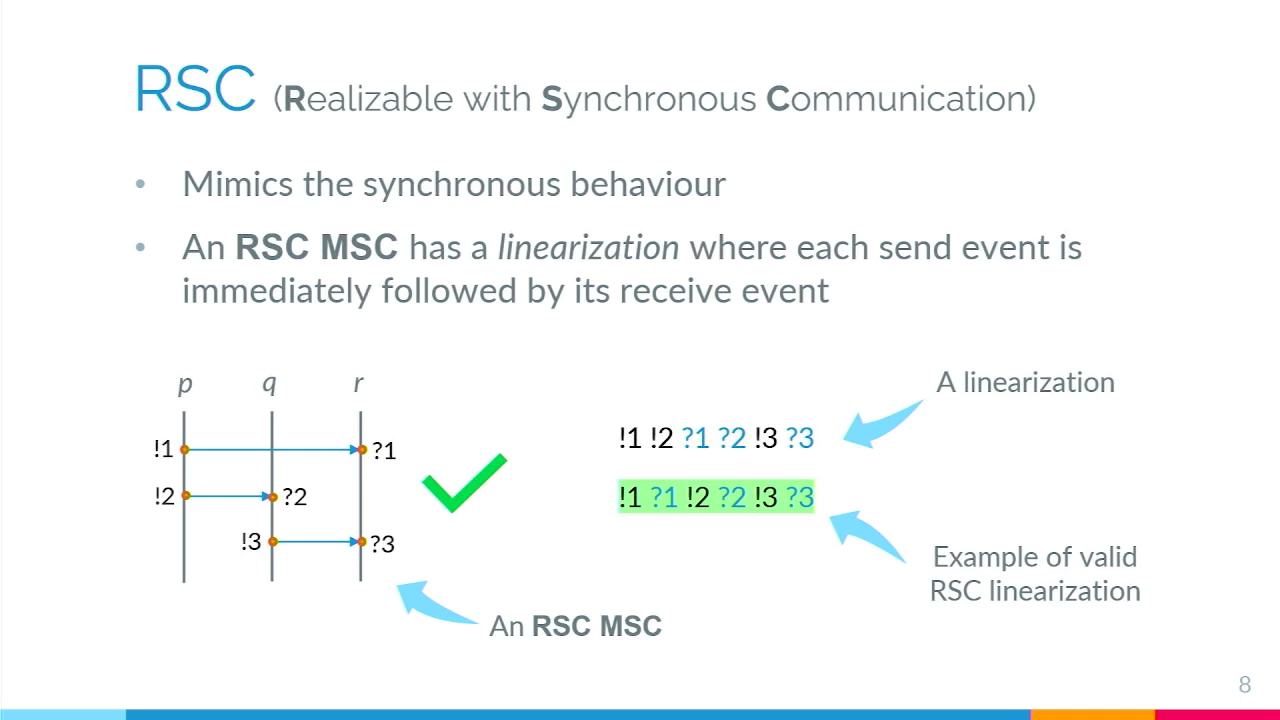 RSC (Realizable with Synchronous Communication)
• Mimics the synchronous behaviour
• An RSC MSC has a linearization where each send event is
immediately followed by its receive event
p q r
!1 ?1
!2 ?2
!3 ?3
An RSC MSC
A linearization
!1 !2 ?1 ?2 !3 ?3
!1 ?1 !2 ?2 !3 ?3
Example of valid
RSC linearization
8